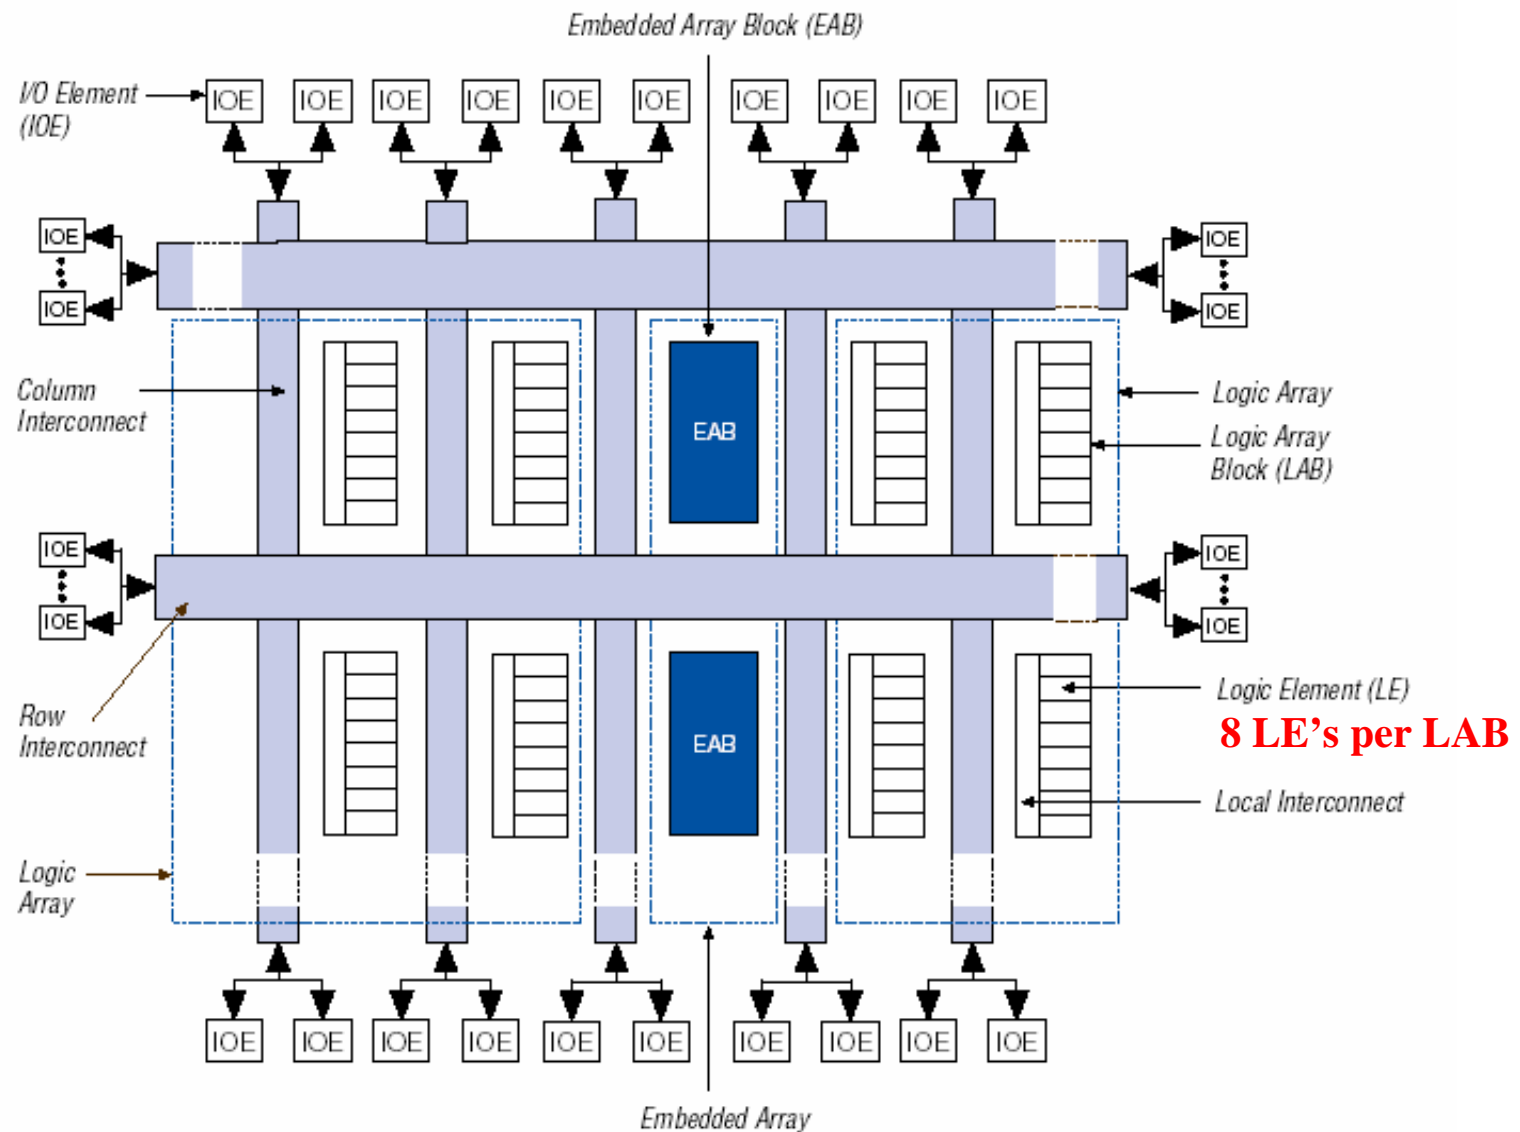 Embedded Array Block (EAB)
I/O Element
(IOE)
IOE IOE IOE IOE IOE IOE IOE IOE IOE IOE
IOE IOE
IOE IOE
Column
Interconnect
EAB
Logic Array
Logic Array
Block (LAB)
IOE IOE
IOE IOE
Row
Interconnect
EAB
Logic Element (LE)
8 LE’s per LAB
Local Interconnect
Logic
Array
IOE IOE IOE IOE IOE IOE IOE IOE IOE IOE
Embedded Array